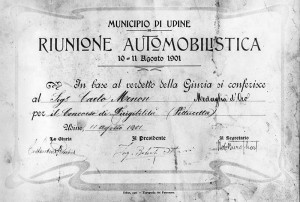 MUNICIPIO DI UDINE
RIUNIONE AUTOMOBILISTICA
10-11 Agosto 1901
In base al verdetto della Giuria si conferisce
al Sig. Carlo Menon Medaglia d'Oro
per il Concorso di Dirigibilità (Vetturette)
Udine, 11 Agosto 1901
La Giuria Il Presidente Il Segretario